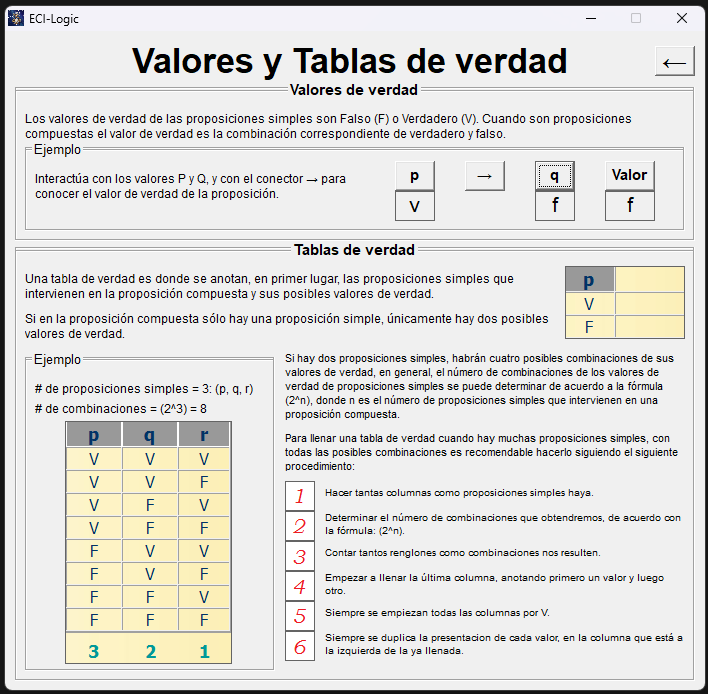 ECI-Logic
Valores y Tablas de verdad
←
Valores de verdad
Los valores de verdad de las proposiciones simples son Falso (F) o Verdadero (V). Cuando son proposiciones
compuestas el valor de verdad es la combinación correspondiente de verdadero y falso.
Ejemplo
Interactúa con los valores P y Q, y con el conector → para
conocer el valor de verdad de la proposición.
p → q Valor
v f f
Tablas de verdad
Una tabla de verdad es donde se anotan, en primer lugar, las proposiciones simples que
intervienen en la proposición compuesta y sus posibles valores de verdad.
Si en la proposición compuesta sólo hay una proposición simple, únicamente hay dos posibles
valores de verdad.
p
V
F
Ejemplo
# de proposiciones simples = 3: (p, q, r)
# de combinaciones = (2^3) = 8
p q r
V V V
V V F
V F V
V F F
F V V
F V F
F F V
F F F
3 2 1
Si hay dos proposiciones simples, habrán cuatro posibles combinaciones de sus
valores de verdad, en general, el número de combinaciones de los valores de
verdad de proposiciones simples se puede determinar de acuerdo a la fórmula
(2^n), donde n es el número de proposiciones simples que intervienen en una
proposición compuesta.
Para llenar una tabla de verdad cuando hay muchas proposiciones simples, con
todas las posibles combinaciones es recomendable hacerlo siguiendo el siguiente
procedimiento:
1 Hacer tantas columnas como proposiciones simples haya.
2 Determinar el número de combinaciones que obtendremos, de acuerdo con
la fórmula: (2^n).
3 Contar tantos renglones como combinaciones nos resulten.
4 Empezar a llenar la última columna, anotando primero un valor y luego
otro.
5 Siempre se empiezan todas las columnas por V.
6 Siempre se duplica la presentacion de cada valor, en la columna que está a
la izquierda de la ya llenada.